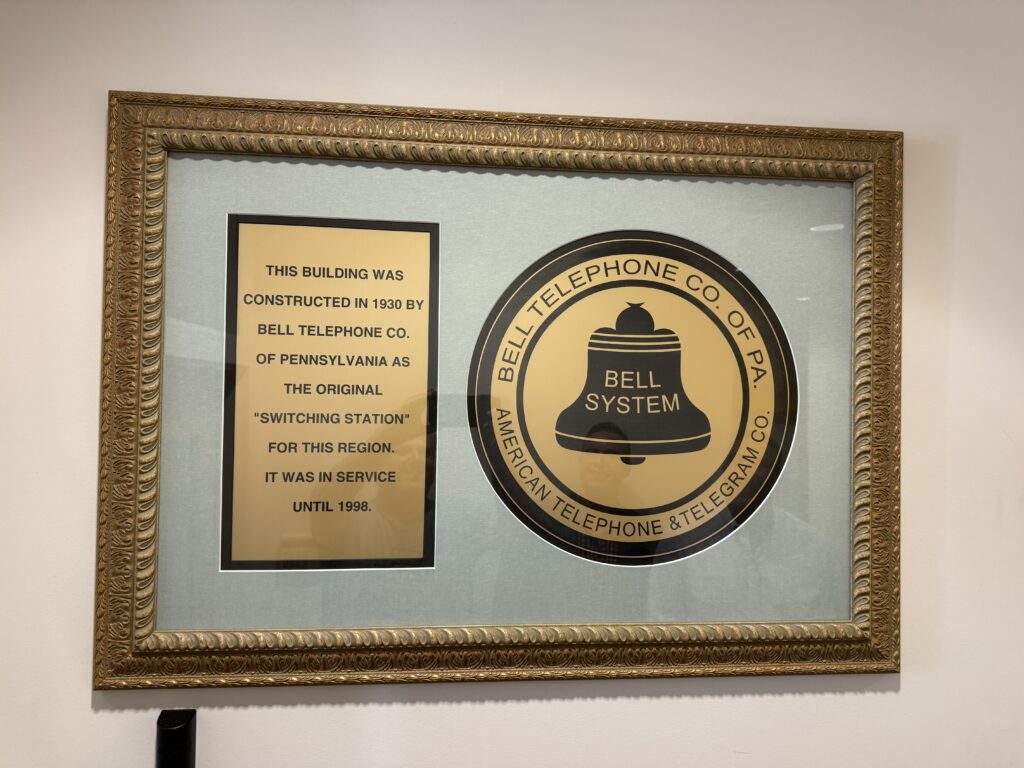 THIS BUILDING WAS
CONSTRUCTED IN 1930 BY
BELL TELEPHONE CO.
OF PENNSYLVANIA AS
THE ORIGINAL
"SWITCHING STATION"
FOR THIS REGION.
IT WAS IN SERVICE
UNTIL 1998.
BELL TELEPHONE CO. OF PA.
BELL
SYSTEM
AMERICAN TELEPHONE & TELEGRAM CO.